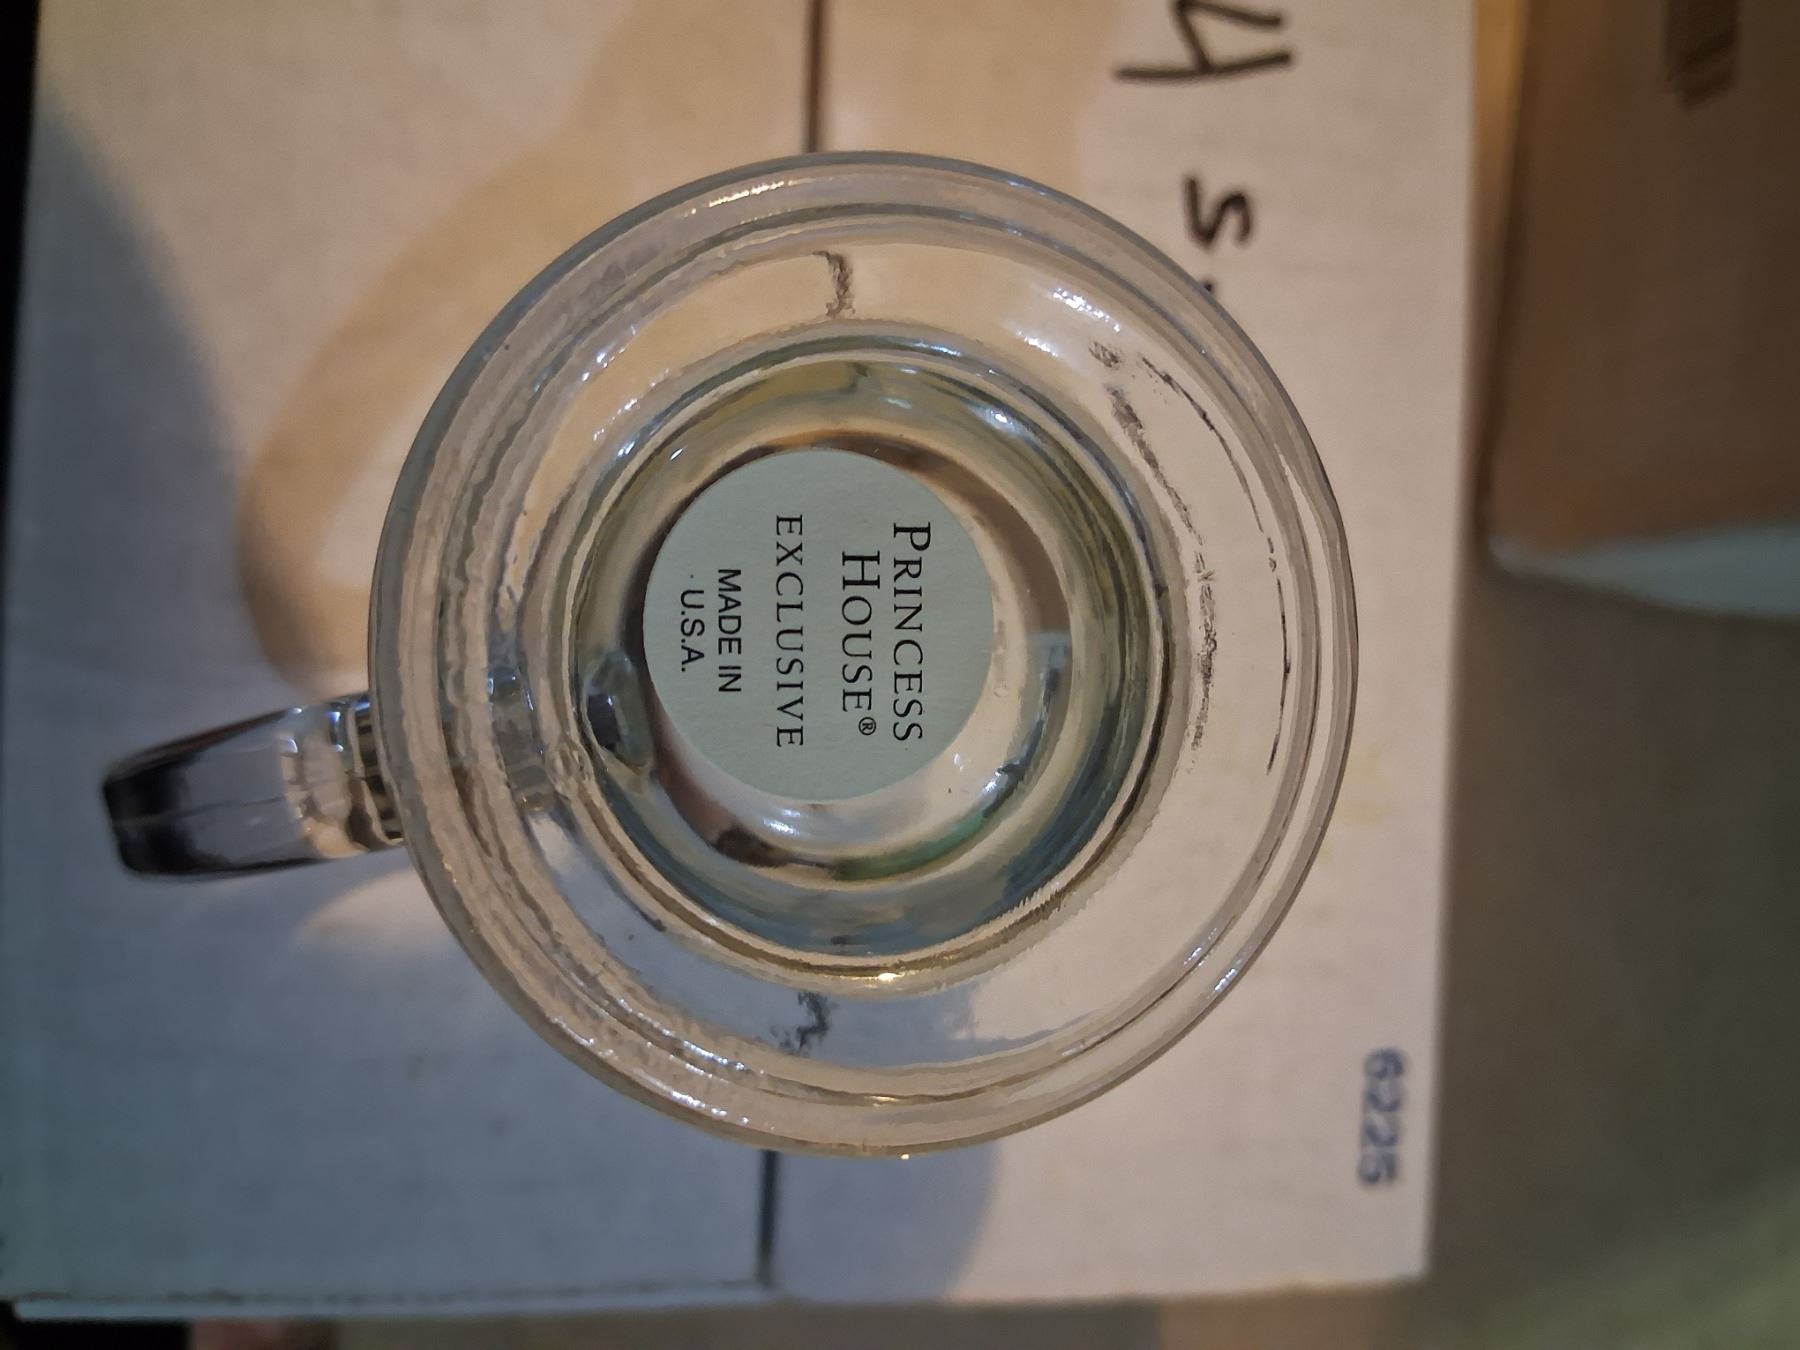 PRINCESS
HOUSE®
EXCLUSIVE
MADE IN
U.S.A.
6225